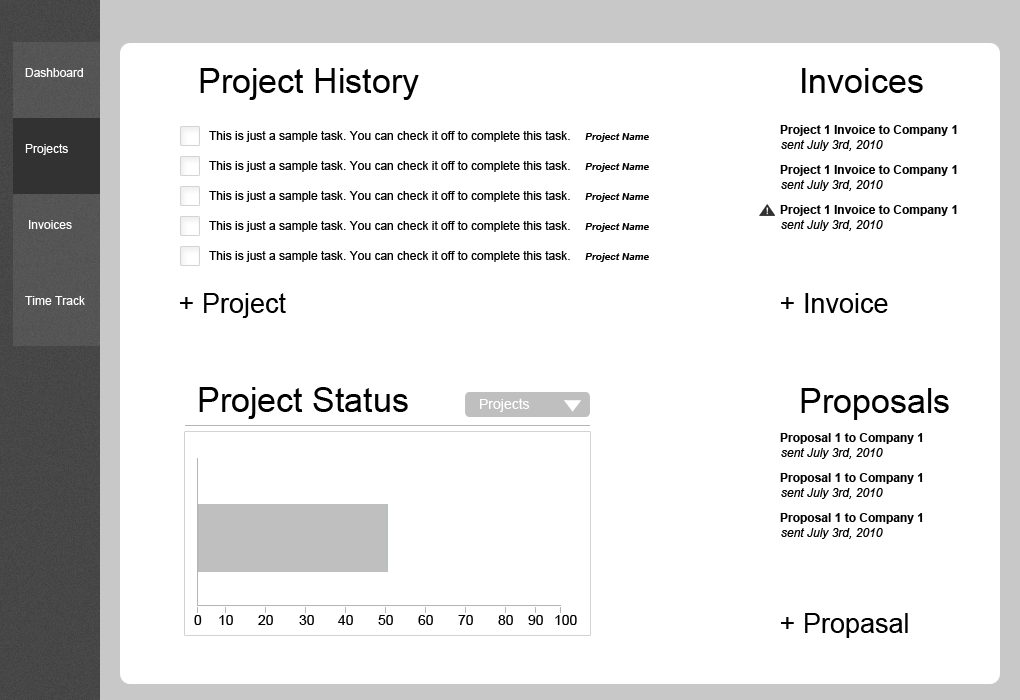 Dashboard
Projects
Invoices
Time Track
Project History
This is just a sample task. You can check it off to complete this task. Project Name
This is just a sample task. You can check it off to complete this task. Project Name
This is just a sample task. You can check it off to complete this task. Project Name
This is just a sample task. You can check it off to complete this task. Project Name
This is just a sample task. You can check it off to complete this task. Project Name
+ Project
Invoices
Project 1 Invoice to Company 1
sent July 3rd, 2010
Project 1 Invoice to Company 1
sent July 3rd, 2010
Project 1 Invoice to Company 1
sent July 3rd, 2010
+ Invoice
Project Status
Projects
0 10 20 30 40 50 60 70 80 90 100
Proposals
Proposal 1 to Company 1
sent July 3rd, 2010
Proposal 1 to Company 1
sent July 3rd, 2010
Proposal 1 to Company 1
sent July 3rd, 2010
+ Propasal